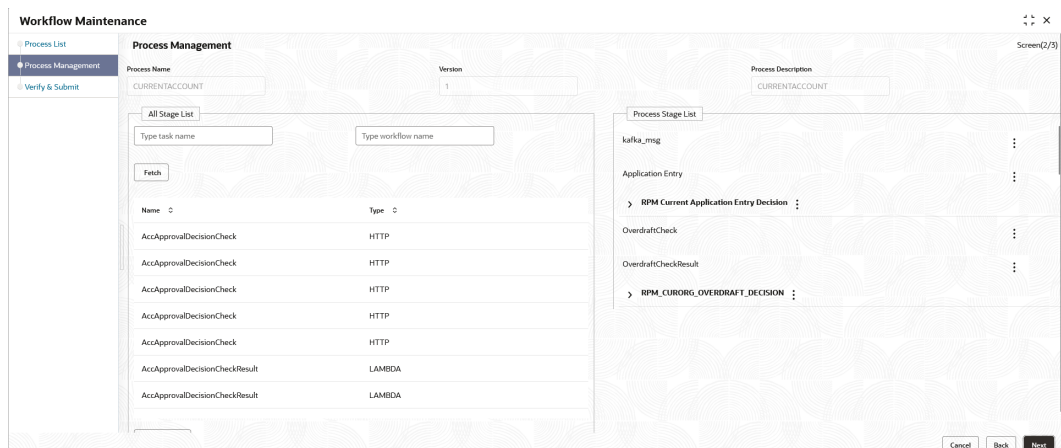 Workflow Maintenance
Process List
Process Management
Verify & Submit
Process Management
Screen(2/3)
Process Name
Version
Process Description
CURRENTACCOUNT
1
CURRENTACCOUNT
All Stage List
Type task name
Type workflow name
Fetch
Name
Type
AccApprovalDecisionCheck HTTP
AccApprovalDecisionCheck HTTP
AccApprovalDecisionCheck HTTP
AccApprovalDecisionCheck HTTP
AccApprovalDecisionCheck HTTP
AccApprovalDecisionCheckResult LAMBDA
AccApprovalDecisionCheckResult LAMBDA
Process Stage List
kafka_msg
Application Entry
RPM Current Application Entry Decision
OverdraftCheck
OverdraftCheckResult
RPM_CURORG_OVERDRAFT_DECISION
Cancel
Back
Next